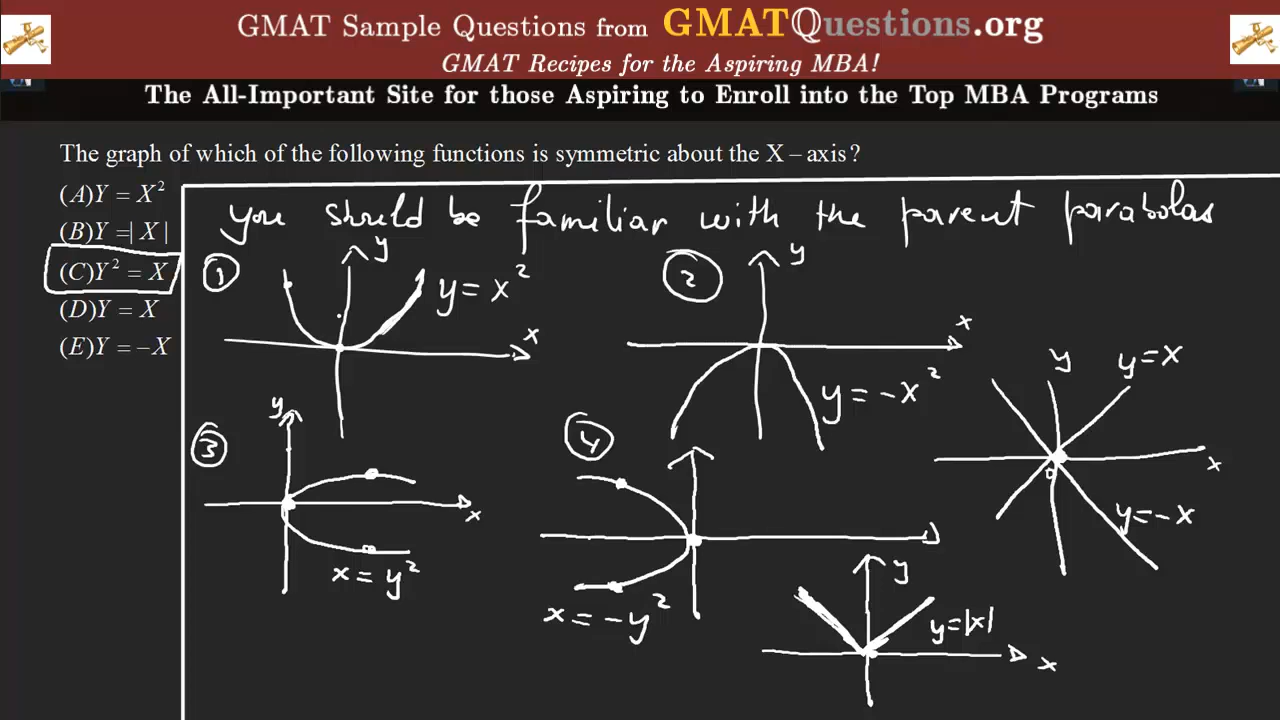 GMAT Sample Questions from GMATQuestions.org
GMAT Recipes for the Aspiring MBA!
The All-Important Site for those Aspiring to Enroll into the Top MBA Programs
The graph of which of the following functions is symmetric about the X – axis?
(A)Y = X²
(B)Y =| X |
(C)Y² = X
(D)Y = X
(E)Y = –X
you should be familiar with the parent parabolas
1
y
y = x²
x
2
y
x
y = -x²
y
y = x
x
y = -x
3
y
x
x = y²
4
x = -y²
y
y=|x|
x